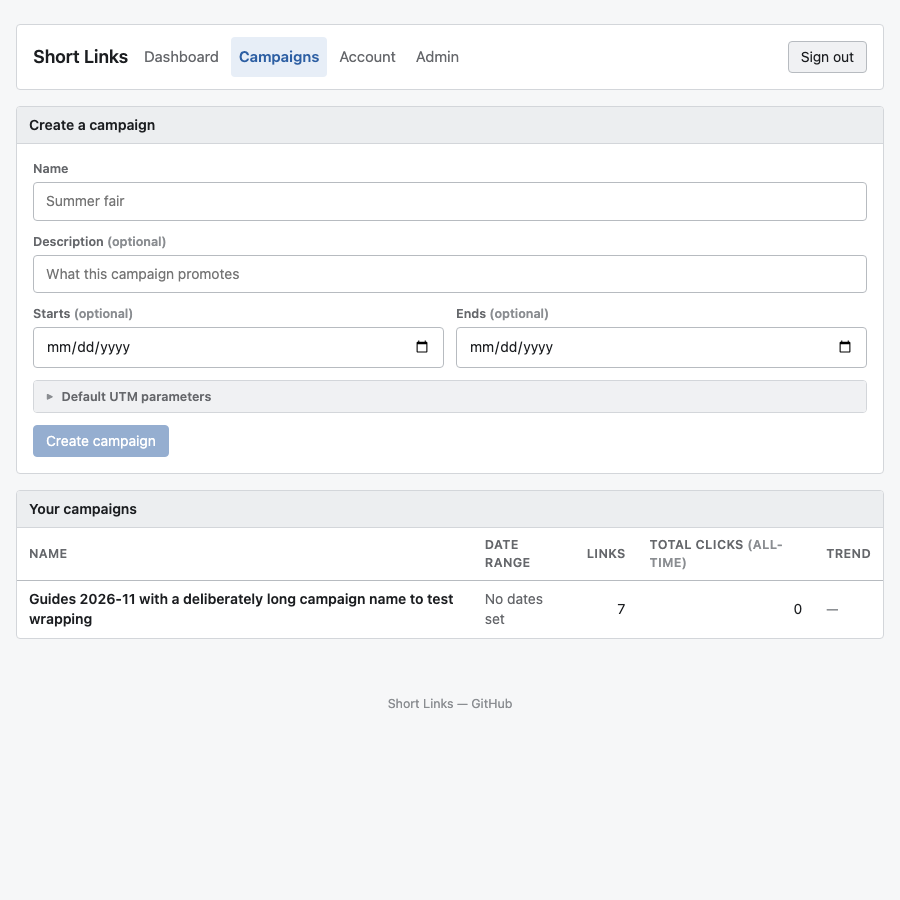 Short Links Dashboard Campaigns Account Admin Sign out
Create a campaign
Name
Summer fair
Description (optional)
What this campaign promotes
Starts (optional) Ends (optional)
mm/dd/yyyy mm/dd/yyyy
Default UTM parameters
Create campaign
Your campaigns
NAME DATE RANGE LINKS TOTAL CLICKS (ALL-TIME) TREND
Guides 2026-11 with a deliberately long campaign name to test
wrapping
No dates
set
7 0 —
Short Links — GitHub